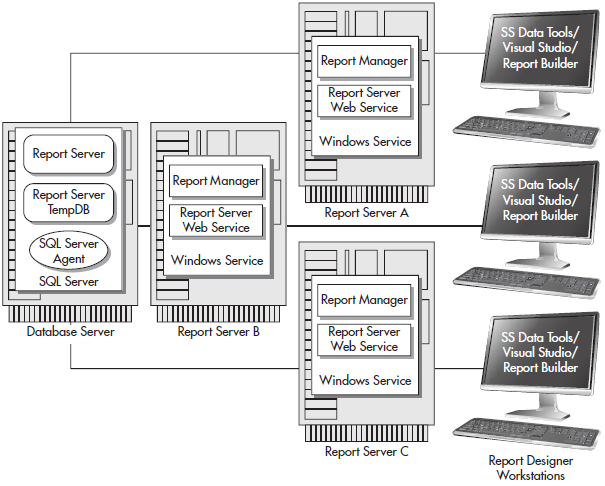 SS Data Tools/
Visual Studio/
Report Builder
Report Manager
Report Server
Web Service
Windows Service
Report Server A
Report Server
Report Server
TempDB
SQL Server
Agent
SQL Server
Database Server
Report Manager
Report Server
Web Service
Windows Service
Report Server B
SS Data Tools/
Visual Studio/
Report Builder
Report Manager
Report Server
Web Service
Windows Service
Report Server C
SS Data Tools/
Visual Studio/
Report Builder
Report Designer
Workstations